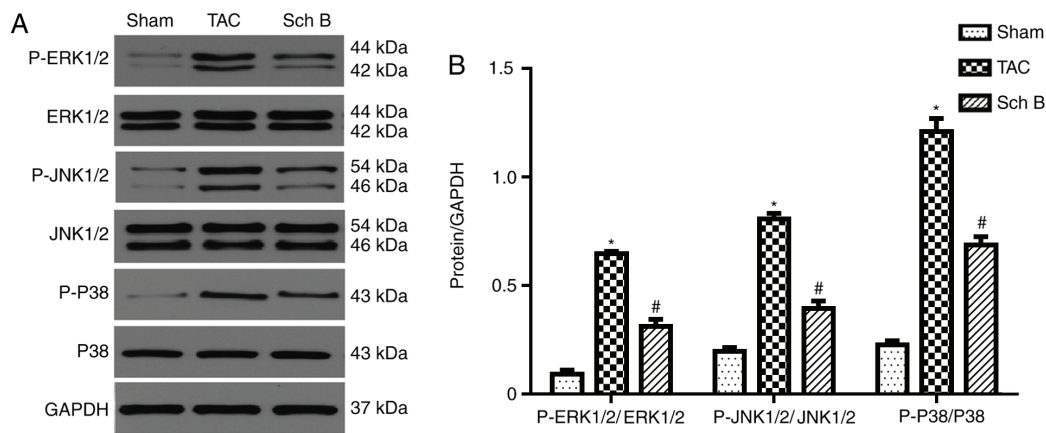 A
Sham TAC Sch B
P-ERK1/2
44 kDa
42 kDa
ERK1/2
44 kDa
42 kDa
P-JNK1/2
54 kDa
46 kDa
JNK1/2
54 kDa
46 kDa
P-P38
43 kDa
P38
43 kDa
GAPDH
37 kDa
B
Sham
TAC
Sch B
Protein/GAPDH
1.5
1.0
0.5
0
* #
* #
* #
P-ERK1/2/ERK1/2 P-JNK1/2/JNK1/2 P-P38/P38